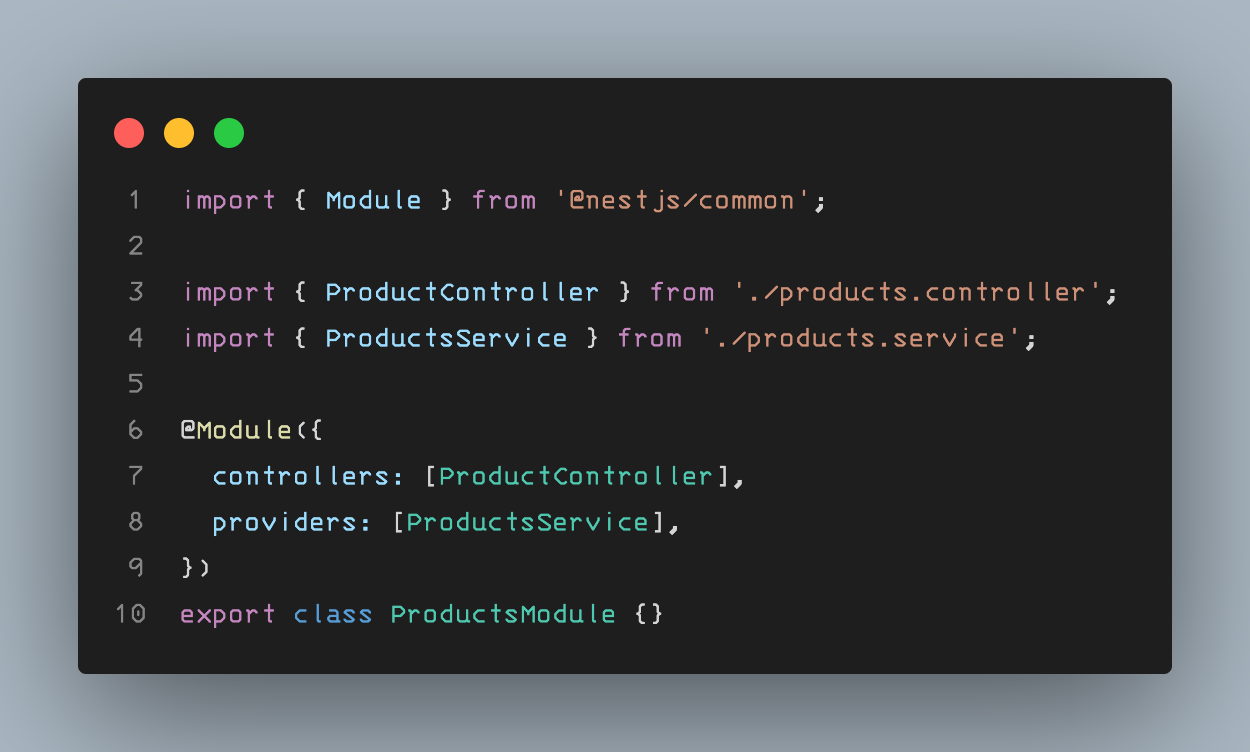 1 import { Module } from '@nestjs/common';
2
3 import { ProductController } from './products.controller';
4 import { ProductsService } from './products.service';
5
6 @Module({
7   controllers: [ProductController],
8   providers: [ProductsService],
9 })
10 export class ProductsModule {}